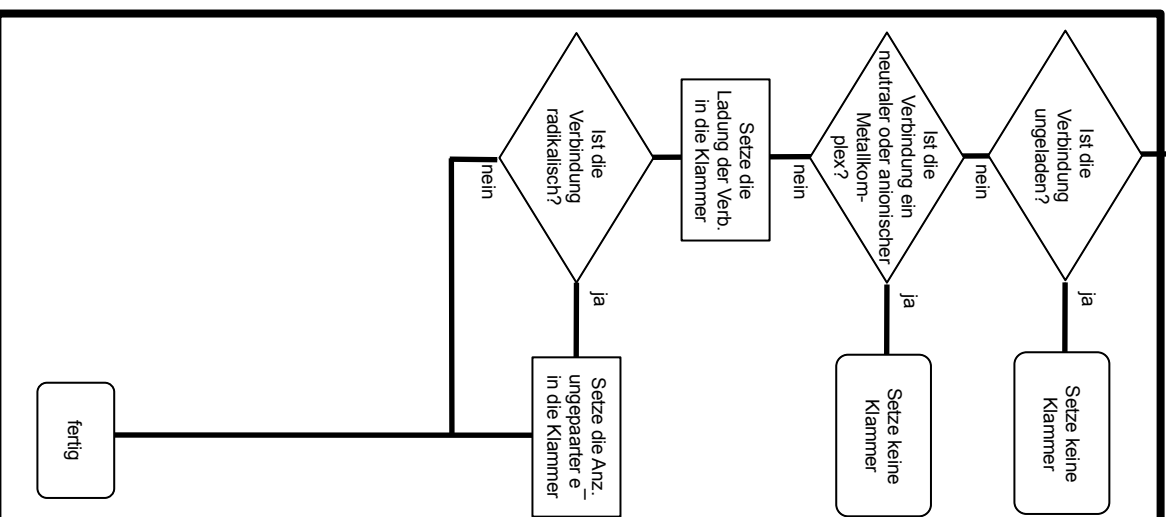 Ist die
Verbindung
ungeladen?
ja
nein
Setze keine
Klammer
Ist die
Verbindung ein
neutraler oder anionischer
Metallkom-
plex?
ja
nein
Setze keine
Klammer
Setze die
Ladung der Verb.
in die Klammer
Ist die
Verbindung
radikalisch?
ja
nein
Setze die Anz.
ungepaarter e⁻
in die Klammer
fertig